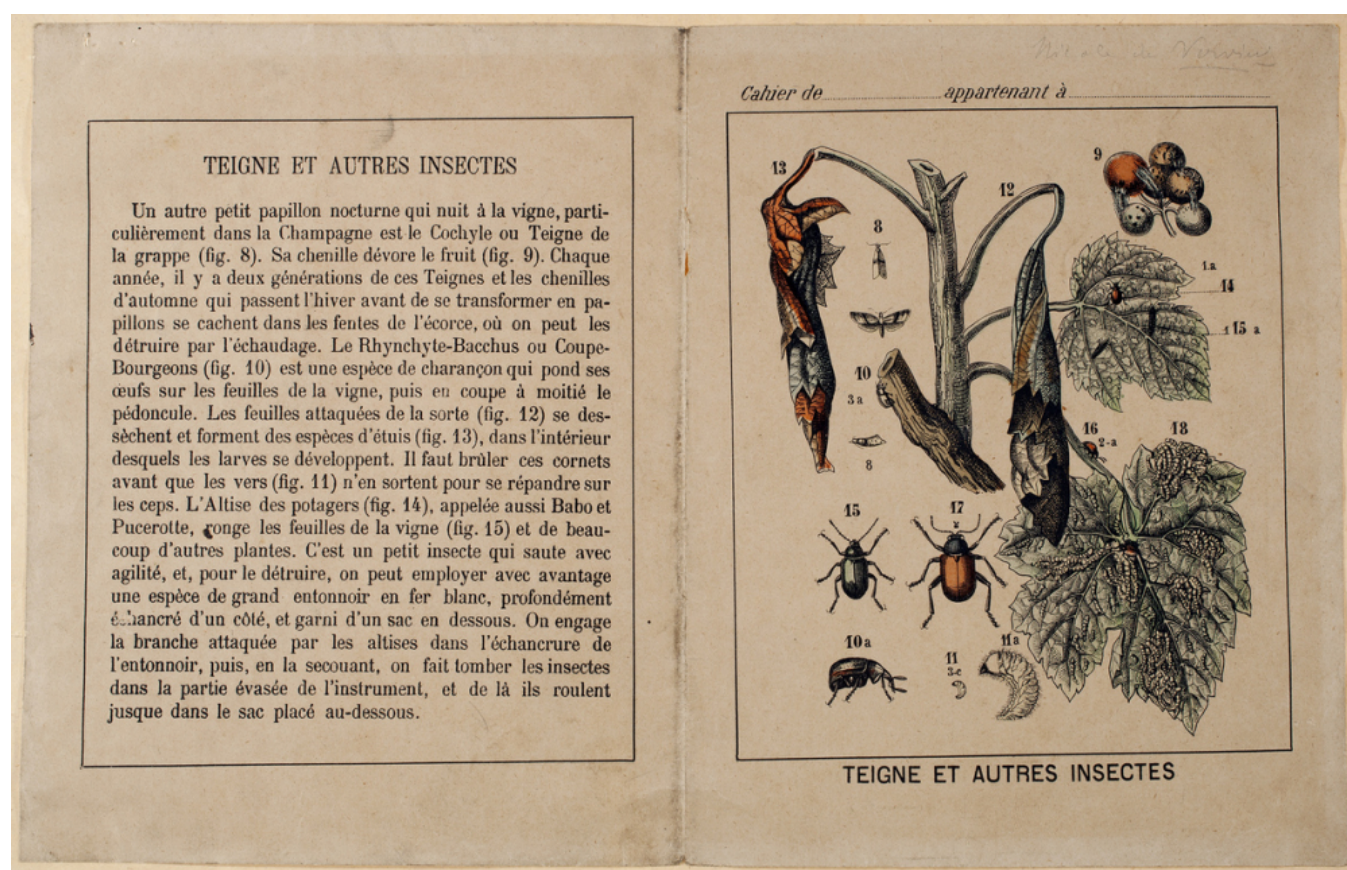 TEIGNE ET AUTRES INSECTES
Un autre petit papillon nocturne qui nuit à la vigne, parti-
culièrement dans la Champagne est le Cochyle ou Teigne de
la grappe (fig. 8). Sa chenille dévore le fruit (fig. 9). Chaque
année, il y a deux générations de ces Teignes et les chenilles
d'automne qui passent l'hiver avant de se transformer en pa-
pillons se cachent dans les fentes de l'écorce, où on peut les
détruire par l'échaudage. Le Rhynchyte-Bacchus ou Coupe-
Bourgeons (fig. 10) est une espèce de charançon qui pond ses
œufs sur les feuilles de la vigne, puis en coupe à moitié le
pédoncule. Les feuilles attaquées de la sorte (fig. 12) se des-
sèchent et forment des espèces d'étuis (fig. 13), dans l'intérieur
desquels les larves se développent. Il faut brûler ces cornets
avant que les vers (fig. 11) n'en sortent pour se répandre sur
les ceps. L'Altise des potagers (fig. 14), appelée aussi Babo et
Pucerotte, ronge les feuilles de la vigne (fig. 15) et de beau-
coup d'autres plantes. C'est un petit insecte qui saute avec
agilité, et, pour le détruire, on peut employer avec avantage
une espèce de grand entonnoir en fer blanc, profondément
échancré d'un côté, et garni d'un sac en dessous. On engage
la branche attaquée par les altises dans l'échancrure de
l'entonnoir, puis, en la secouant, on fait tomber les insectes
dans la partie évasée de l'instrument, et de là ils roulent
jusque dans le sac placé au-dessous.
Cahier de appartenant à
13
12
9
8
1a
14
15 a
10
3a
8
16
2-a
18
15
17
10a
11
11a
TEIGNE ET AUTRES INSECTES